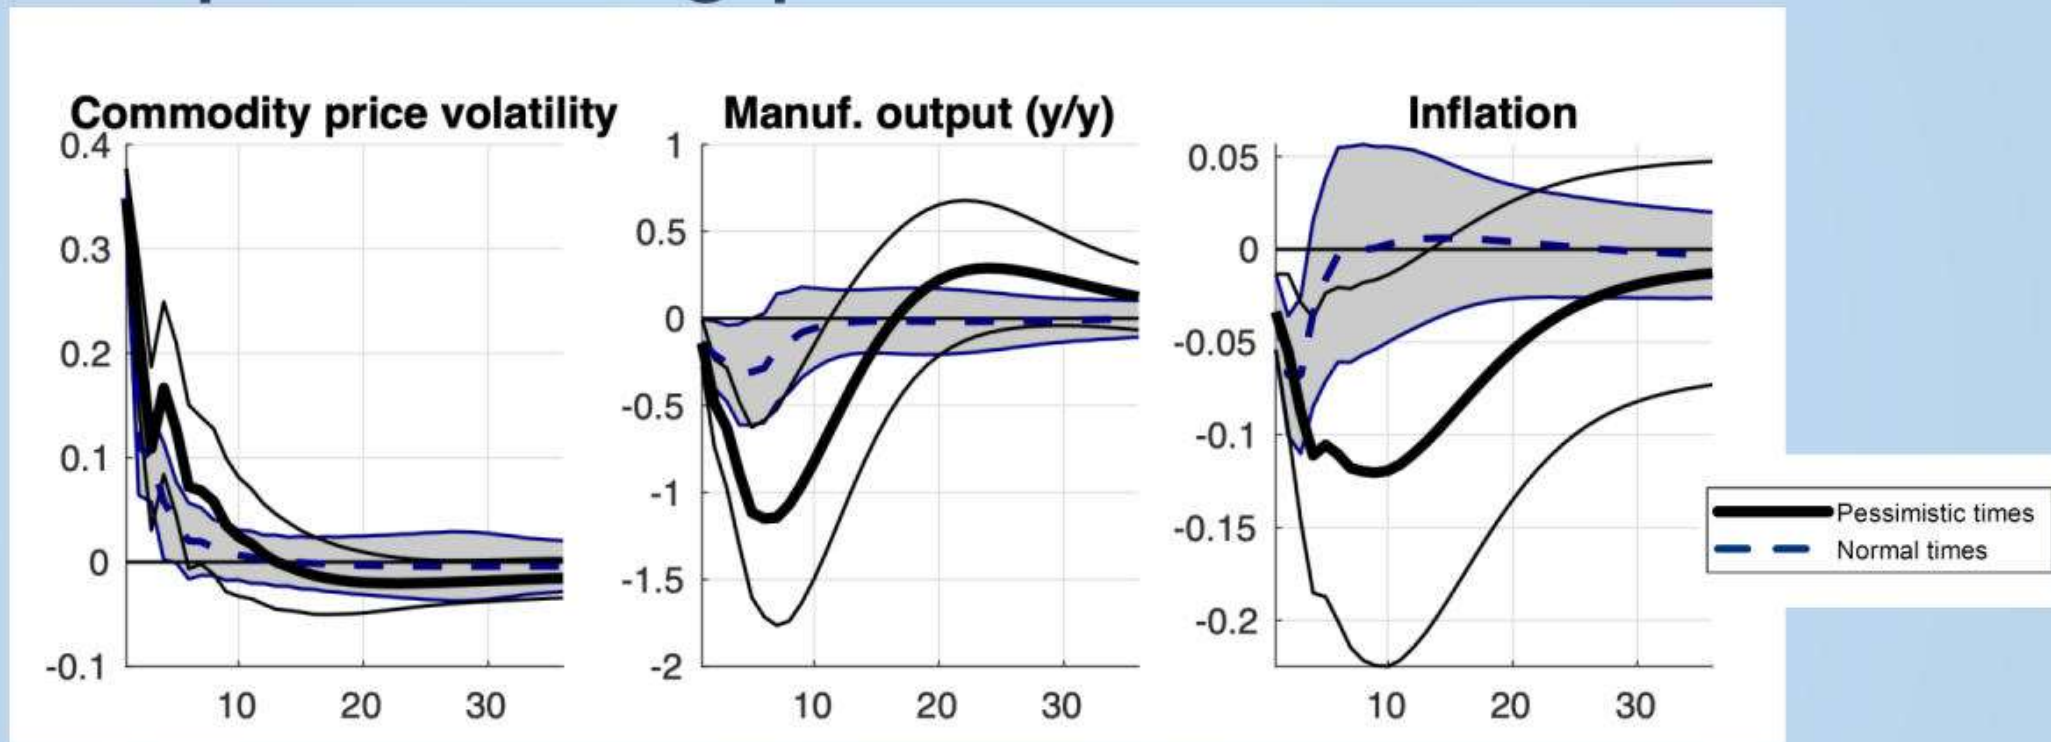 Commodity price volatility
0.4
0.3
0.2
0.1
0
-0.1
10 20 30
Manuf. output (y/y)
1
0.5
0
-0.5
-1
-1.5
-2
10 20 30
Inflation
0.05
0
-0.05
-0.1
-0.15
-0.2
10 20 30
Pessimistic times
Normal times